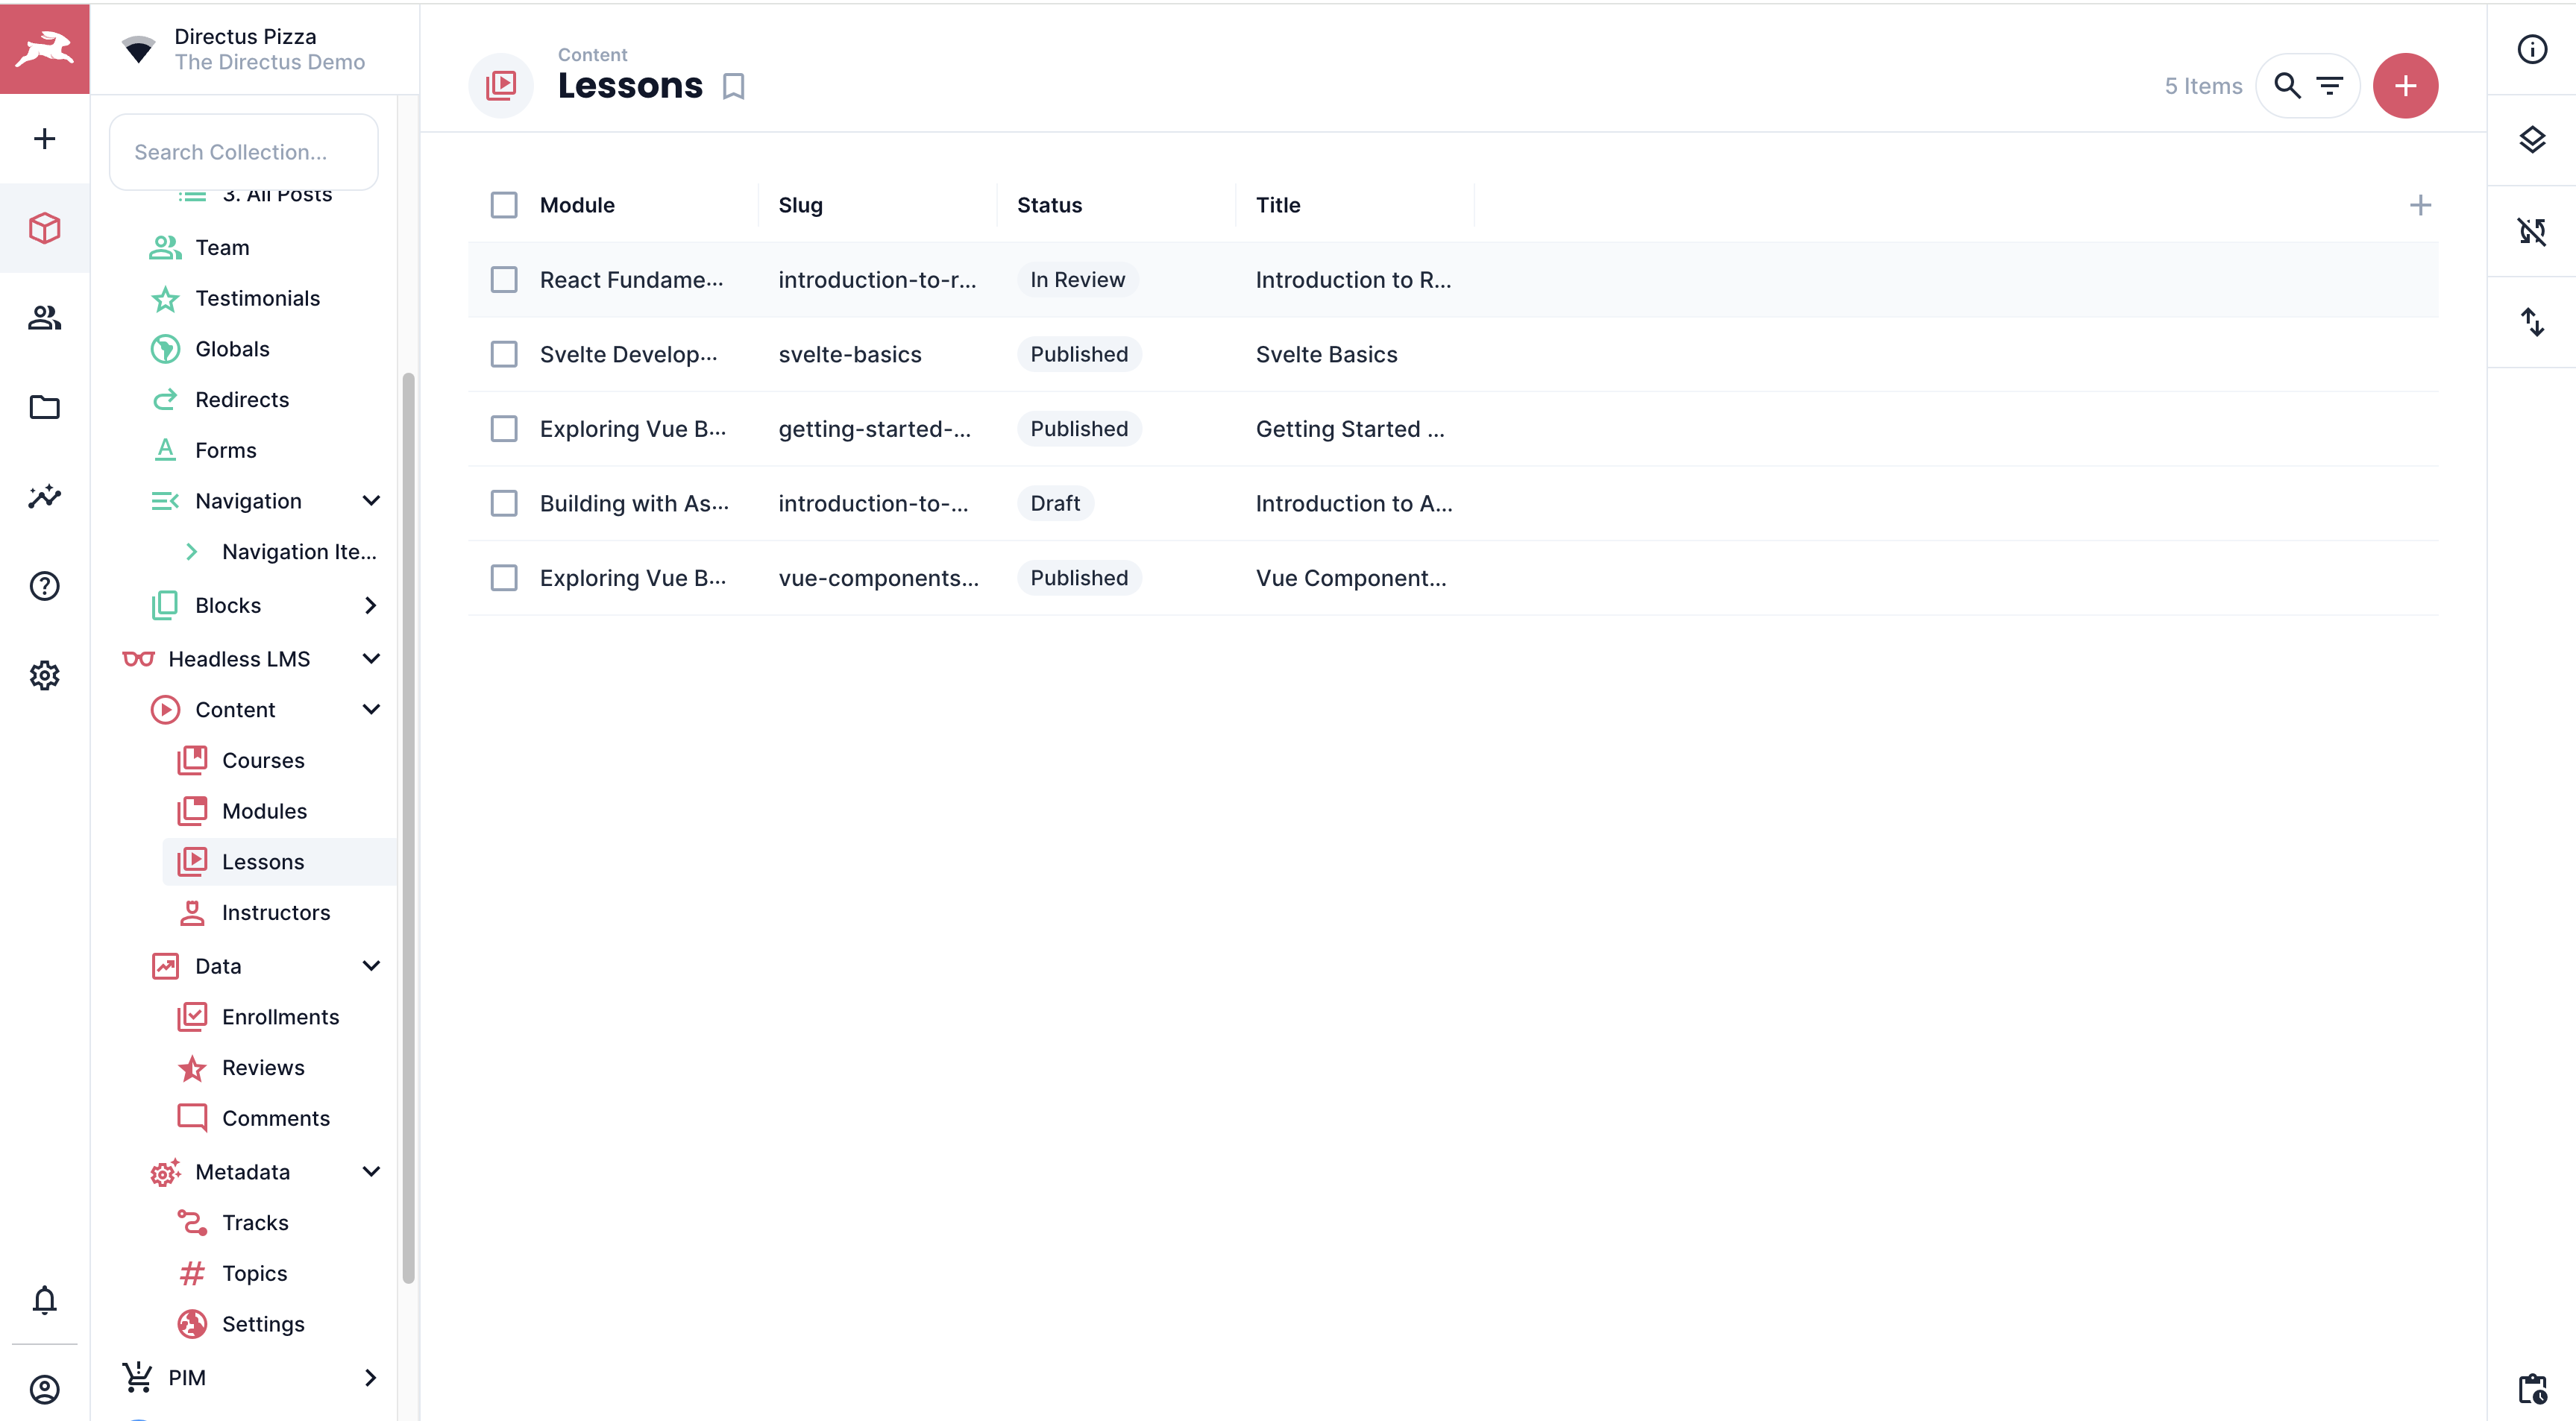 Directus Pizza
The Directus Demo
Search Collection...
3. All Posts
Team
Testimonials
Globals
Redirects
Forms
Navigation
Navigation Ite...
Blocks
Headless LMS
Content
Courses
Modules
Lessons
Instructors
Data
Enrollments
Reviews
Comments
Metadata
Tracks
Topics
Settings
PIM
Content
Lessons
5 Items
Module Slug Status Title
React Fundame... introduction-to-r... In Review Introduction to R...
Svelte Develop... svelte-basics Published Svelte Basics
Exploring Vue B... getting-started-... Published Getting Started ...
Building with As... introduction-to-... Draft Introduction to A...
Exploring Vue B... vue-components... Published Vue Component...